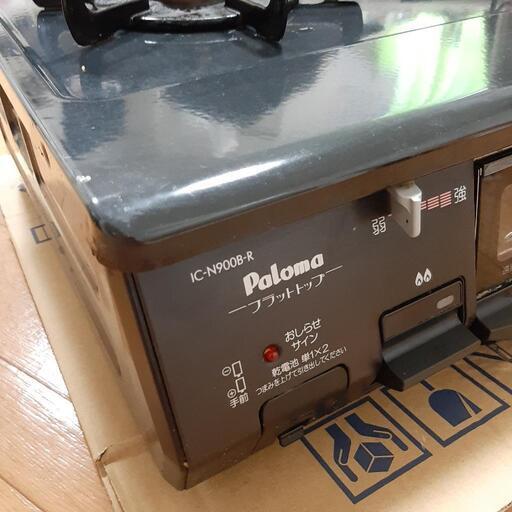 弱 強
IC-N900B-R
Paloma
フラットトップ
おしらせ
サイン
乾電池 単1×2
つまみを上げて引き出してください
⊖
⊕
手前